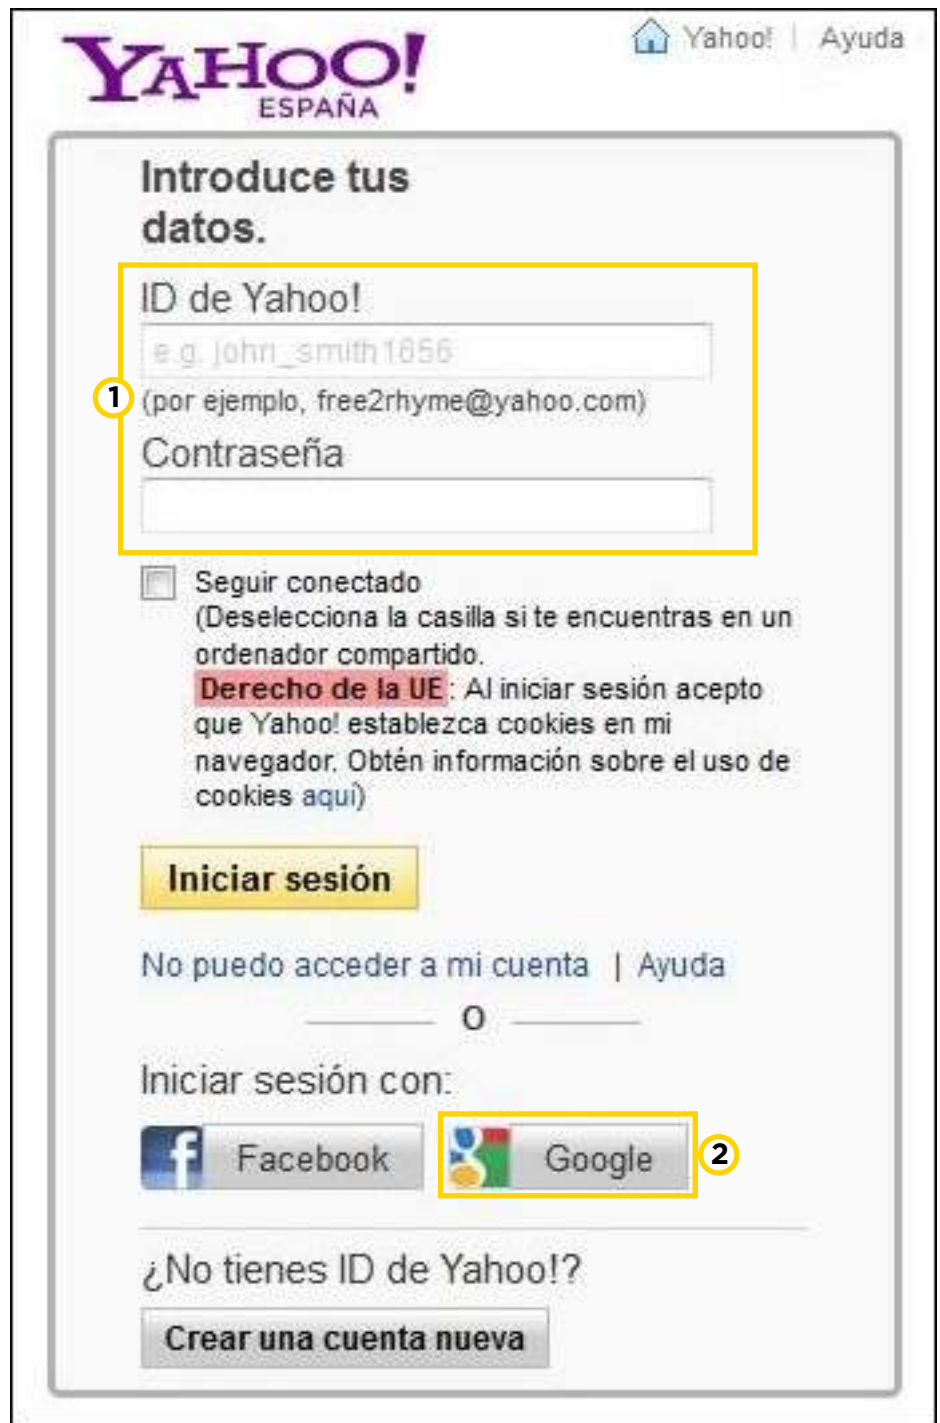 YAHOO!
ESPAÑA
Yahoo! | Ayuda
Introduce tus
datos.
ID de Yahoo!
e.g. john_smith1656
1
(por ejemplo, free2rhyme@yahoo.com)
Contraseña
Seguir conectado
(Deselecciona la casilla si te encuentras en un
ordenador compartido.
Derecho de la UE: Al iniciar sesión acepto
que Yahoo! establezca cookies en mi
navegador. Obtén información sobre el uso de
cookies aquí)
Iniciar sesión
No puedo acceder a mi cuenta | Ayuda
O
Iniciar sesión con:
f Facebook
g Google
2
¿No tienes ID de Yahoo!?
Crear una cuenta nueva